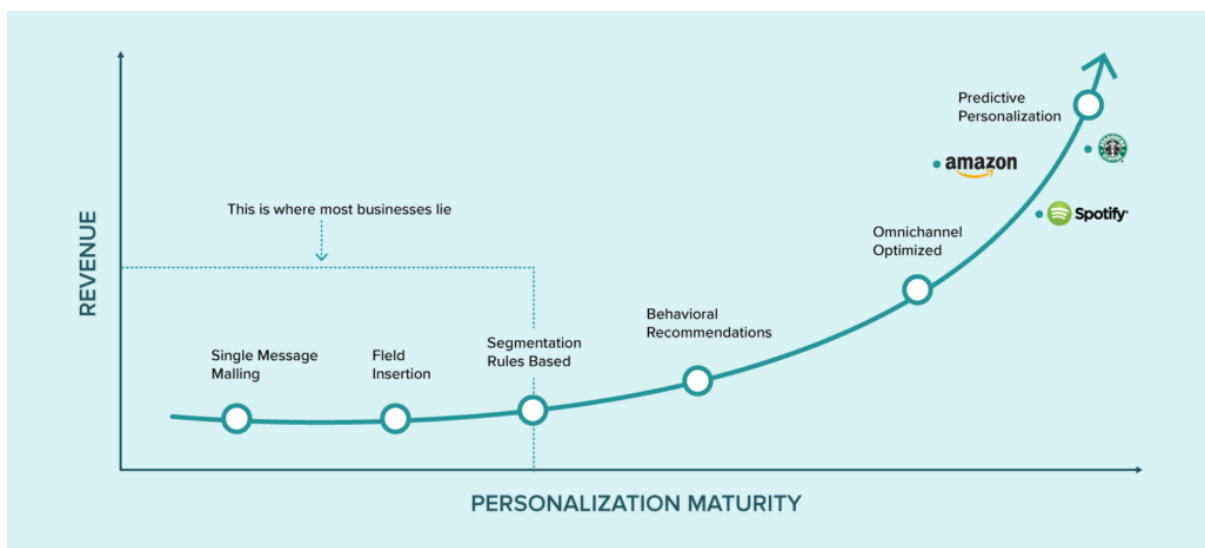 Predictive
Personalization
amazon
Spotify
This is where most businesses lie
Omnichannel
Optimized
REVENUE
Behavioral
Recommendations
Segmentation
Rules Based
Single Message
Malling
Fleld
Insertion
PERSONALIZATION MATURITY